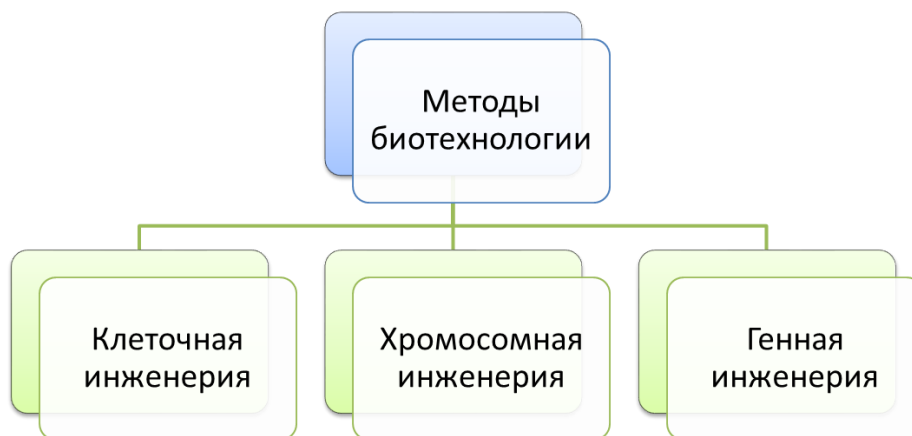 Методы
биотехнологии
Клеточная
инженерия
Хромосомная
инженерия
Генная
инженерия